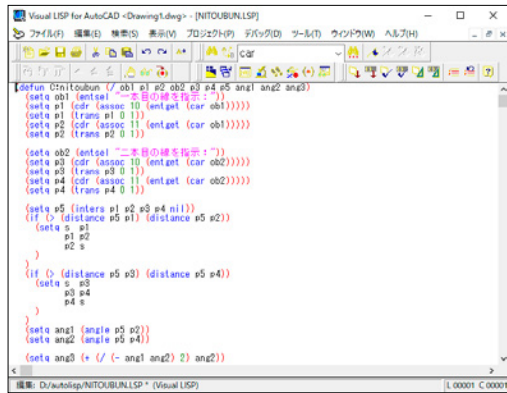 Visual LISP for AutoCAD <Drawing1.dwg> - [NITOUBUN.LSP]
ファイル(F) 編集(E) 検索(S) 表示(V) プロジェクト(P) デバッグ(D) ツール(T) ウィンドウ(W) ヘルプ(H)
car
(defun C:nitoubun (/ ob1 p1 p2 ob2 p3 p4 p5 ang1 ang2 ang3)
(setq ob1 (entsel "一本目の線を指示:"))
(setq p1 (cdr (assoc 10 (entget (car ob1)))))
(setq p1 (trans p1 0 1))
(setq p2 (cdr (assoc 11 (entget (car ob1)))))
(setq p2 (trans p2 0 1))
(setq ob2 (entsel "二本目の線を指示:"))
(setq p3 (cdr (assoc 10 (entget (car ob2)))))
(setq p3 (trans p3 0 1))
(setq p4 (cdr (assoc 11 (entget (car ob2)))))
(setq p4 (trans p4 0 1))
(setq p5 (inters p1 p2 p3 p4 nil))
(if (> (distance p5 p1) (distance p5 p2))
(setq s p1
p1 p2
p2 s
)
)
(if (> (distance p5 p3) (distance p5 p4))
(setq s p3
p3 p4
p4 s
)
)
(setq ang1 (angle p5 p2))
(setq ang2 (angle p5 p4))
(setq ang3 (+ (/ (- ang1 ang2) 2) ang2))
編集: D:/autolisp/NITOUBUN.LSP * (Visual LISP)
L 00001 C 00001